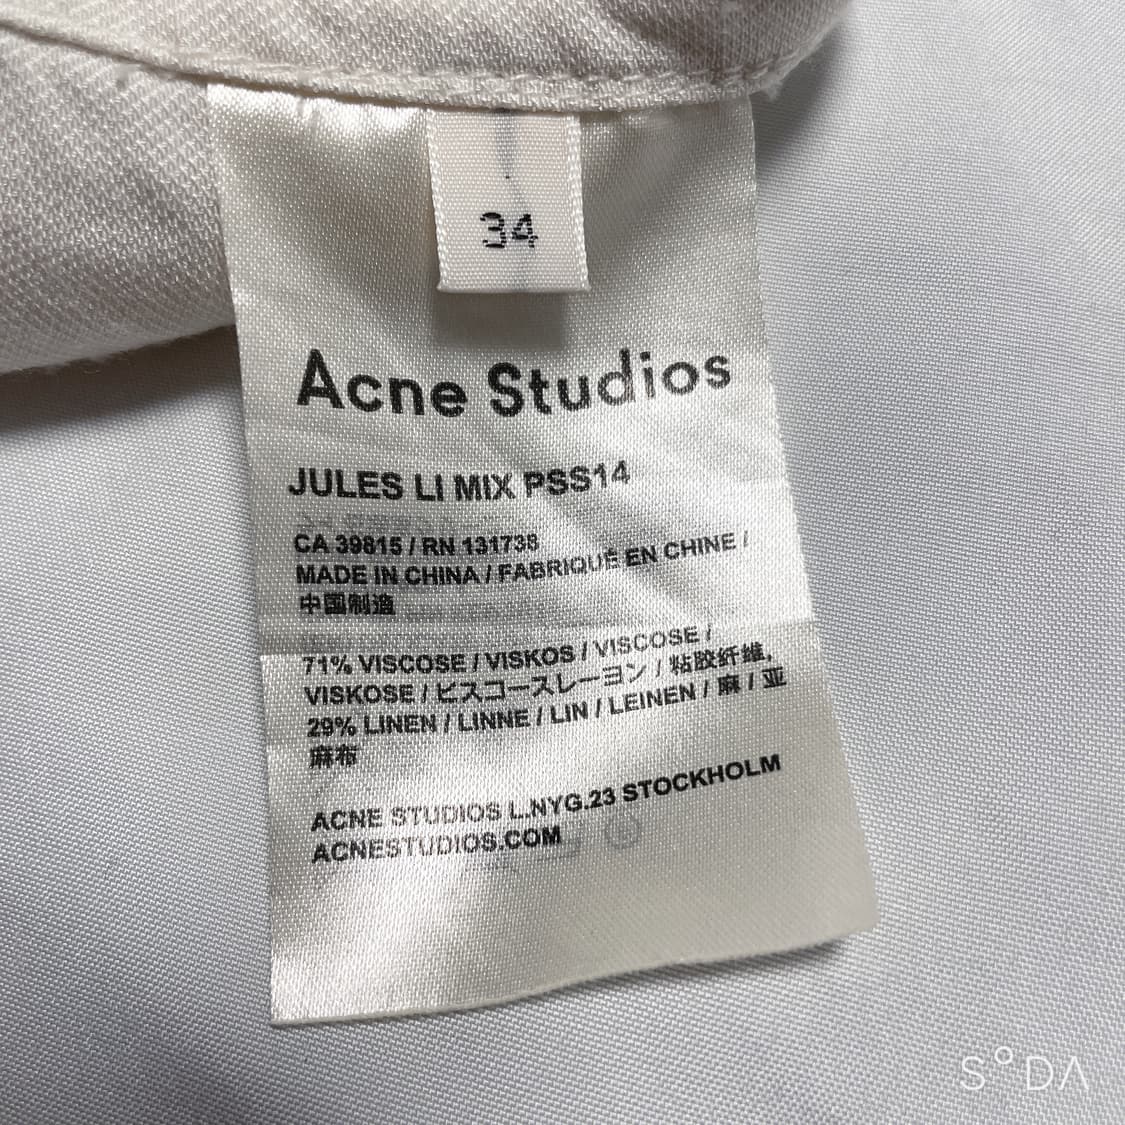 34
Acne Studios
JULES LI MIX PSS14
CA 39815 / RN 131738
MADE IN CHINA / FABRIQUÉ EN CHINE /
中国制造
71% VISCOSE / VISKOS / VISCOSE /
VISKOSE / ビスコースレーヨン / 粘胶纤维,
29% LINEN / LINNE / LIN / LEINEN / 麻 / 亚
麻布
ACNE STUDIOS L.NYG.23 STOCKHOLM
ACNESTUDIOS.COM
SODA